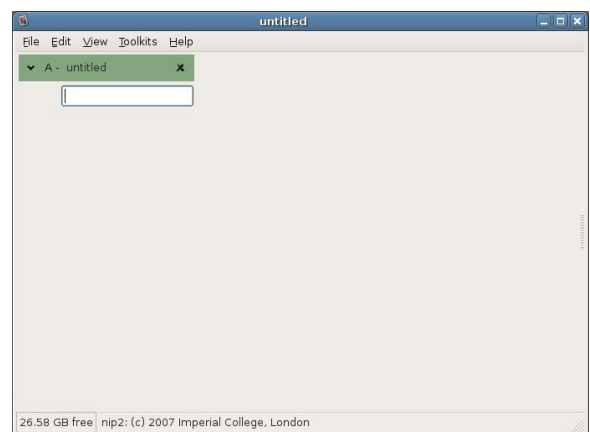 untitled
File Edit View Toolkits Help
A - untitled
26.58 GB free nip2: (c) 2007 Imperial College, London